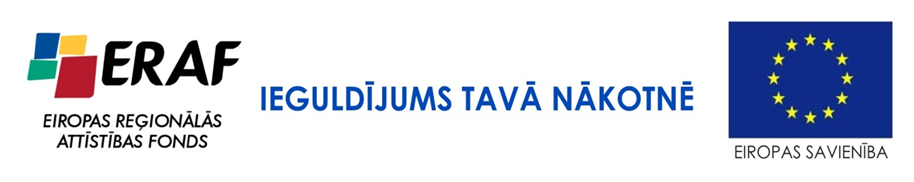 ERAF
EIROPAS REĢIONĀLĀS
ATTĪSTĪBAS FONDS
IEGULDĪJUMS TAVĀ NĀKOTNĒ
EIROPAS SAVIENĪBA